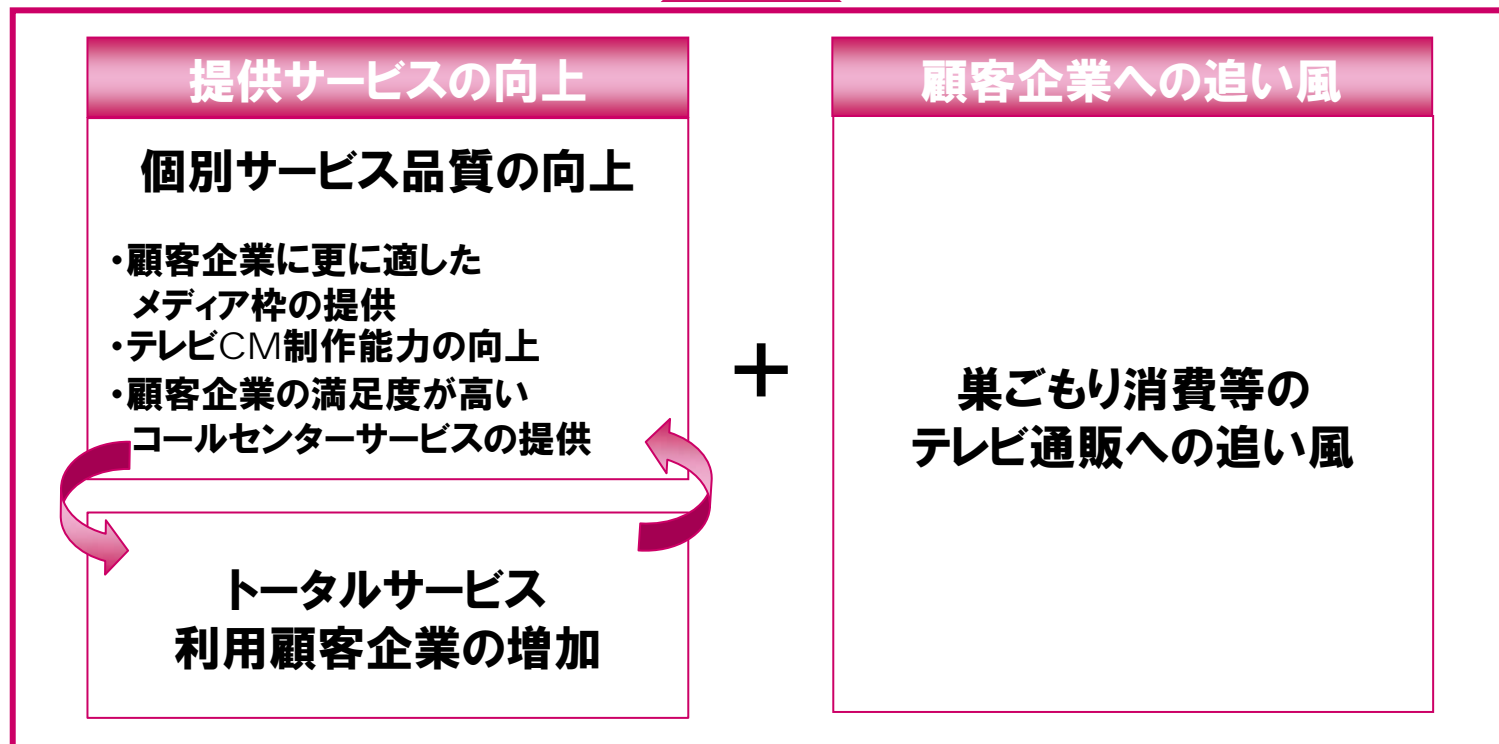 提供サービスの向上
個別サービス品質の向上
・顧客企業に更に適した
メディア枠の提供
・テレビCM制作能力の向上
・顧客企業の満足度が高い
コールセンターサービスの提供
トータルサービス
利用顧客企業の増加
+
顧客企業への追い風
巣ごもり消費等の
テレビ通販への追い風